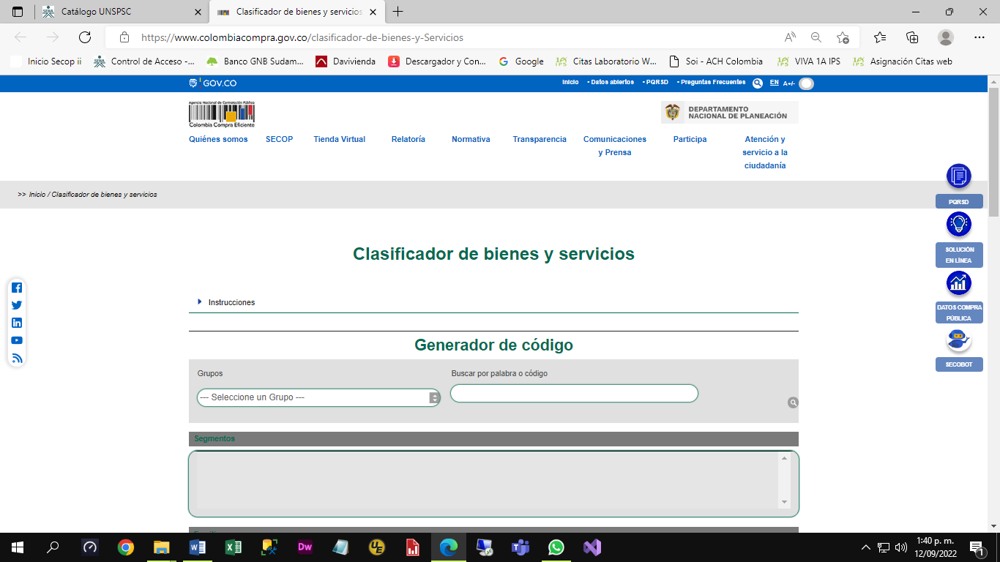 Catálogo UNSPSC
Clasificador de bienes y servicios
https://www.colombiacompra.gov.co/clasificador-de-bienes-y-Servicios
Inicio Secop ii
Control de Acceso -...
Banco GNB Sudam...
Davivienda
Descargador y Con...
Google
Citas Laboratorio W...
Soi - ACH Colombia
VIVA 1A IPS
Asignación Citas web
GOV.CO
Inicio
• Datos abiertos
• PQRSD
• Preguntas Frecuentes
EN
A+/-
Agencia Nacional de Contratación Pública
Colombia Compra Eficiente
DEPARTAMENTO
NACIONAL DE PLANEACIÓN
Quiénes somos
SECOP
Tienda Virtual
Relatoría
Normativa
Transparencia
Comunicaciones
y Prensa
Participa
Atención y
servicio a la
ciudadanía
>> Inicio / Clasificador de bienes y servicios
PQRSD
SOLUCIÓN
EN LÍNEA
DATOS COMPRA
PÚBLICA
SECOBOT
Clasificador de bienes y servicios
Instrucciones
Generador de código
Grupos
Buscar por palabra o código
--- Seleccione un Grupo ---
Segmentos
Dw
UE
1:40 p. m.
12/09/2022
1